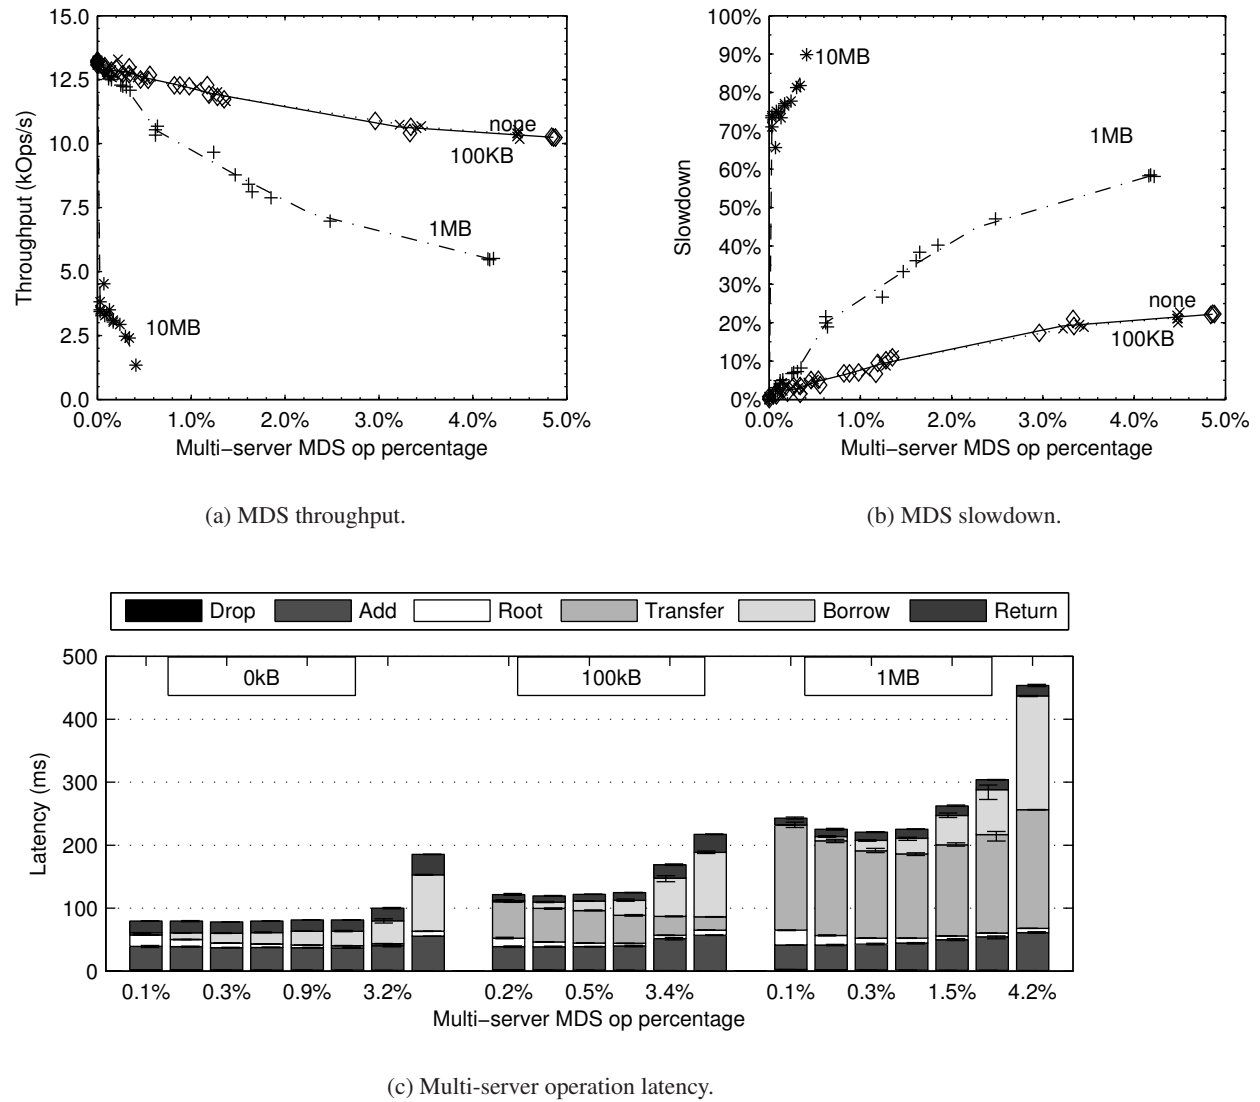 15.0
12.5
10.0
7.5
5.0
2.5
0.0
Throughput (kOps/s)
none
100KB
1MB
10MB
0.0% 1.0% 2.0% 3.0% 4.0% 5.0%
Multi−server MDS op percentage
(a) MDS throughput.
100%
90%
80%
70%
60%
50%
40%
30%
20%
10%
0%
Slowdown
10MB
1MB
none
100KB
0.0% 1.0% 2.0% 3.0% 4.0% 5.0%
Multi−server MDS op percentage
(b) MDS slowdown.
Drop Add Root Transfer Borrow Return
500
400
300
200
100
0
Latency (ms)
0kB 100kB 1MB
0.1% 0.3% 0.9% 3.2% 0.2% 0.5% 3.4% 0.1% 0.3% 1.5% 4.2%
Multi−server MDS op percentage
(c) Multi-server operation latency.